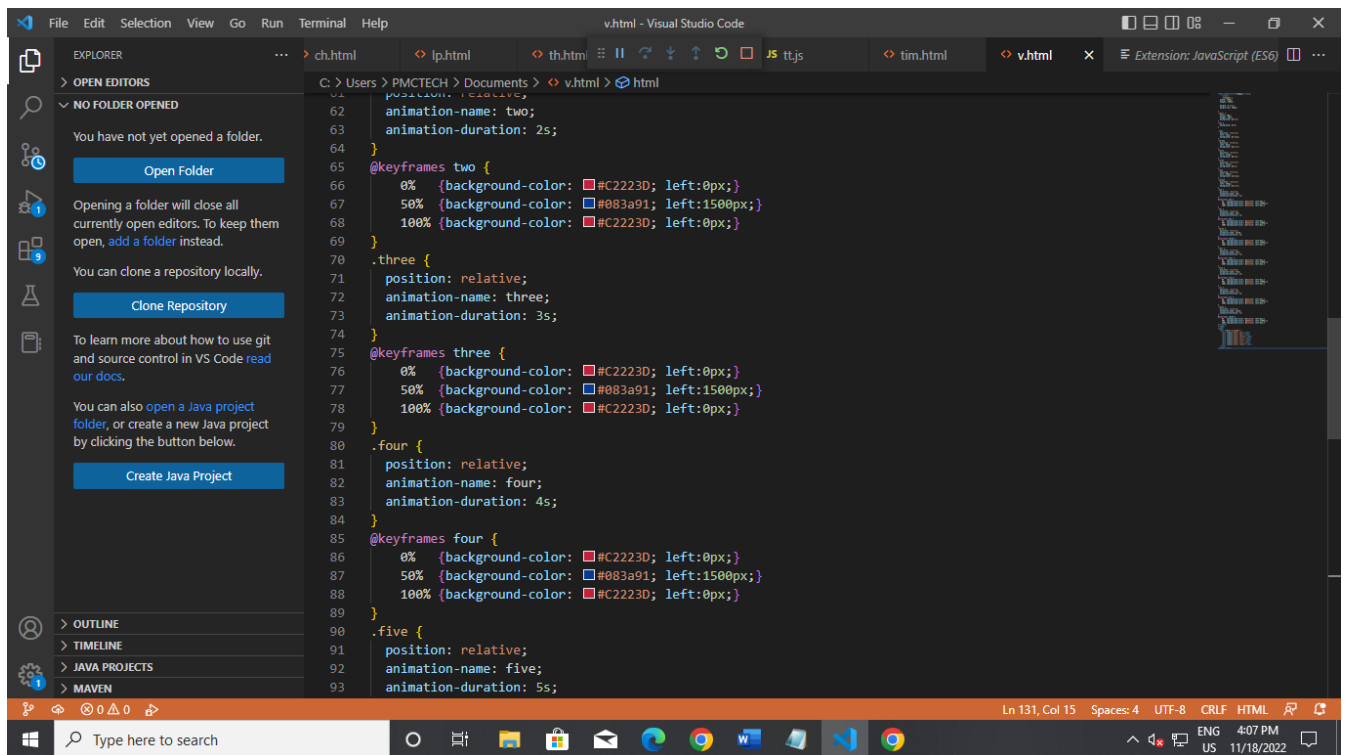 File Edit Selection View Go Run Terminal Help
v.html - Visual Studio Code
EXPLORER
ch.html
lp.html
th.html
JS tt.js
tim.html
v.html
Extension: JavaScript (ES6)
OPEN EDITORS
C: > Users > PMCTECH > Documents > v.html > html
NO FOLDER OPENED
You have not yet opened a folder.
Open Folder
Opening a folder will close all
currently open editors. To keep them
open, add a folder instead.
You can clone a repository locally.
Clone Repository
To learn more about how to use git
and source control in VS Code read
our docs.
You can also open a Java project
folder, or create a new Java project
by clicking the button below.
Create Java Project
OUTLINE
TIMELINE
JAVA PROJECTS
MAVEN
1
9
1
61 position: relative;
62 animation-name: two;
63 animation-duration: 2s;
64 }
65 @keyframes two {
66 0% {background-color: #C2223D; left:0px;}
67 50% {background-color: #083a91; left:1500px;}
68 100% {background-color: #C2223D; left:0px;}
69 }
70 .three {
71 position: relative;
72 animation-name: three;
73 animation-duration: 3s;
74 }
75 @keyframes three {
76 0% {background-color: #C2223D; left:0px;}
77 50% {background-color: #083a91; left:1500px;}
78 100% {background-color: #C2223D; left:0px;}
79 }
80 .four {
81 position: relative;
82 animation-name: four;
83 animation-duration: 4s;
84 }
85 @keyframes four {
86 0% {background-color: #C2223D; left:0px;}
87 50% {background-color: #083a91; left:1500px;}
88 100% {background-color: #C2223D; left:0px;}
89 }
90 .five {
91 position: relative;
92 animation-name: five;
93 animation-duration: 5s;
0 0
Ln 131, Col 15 Spaces: 4 UTF-8 CRLF HTML
Type here to search
ENG
US
4:07 PM
11/18/2022